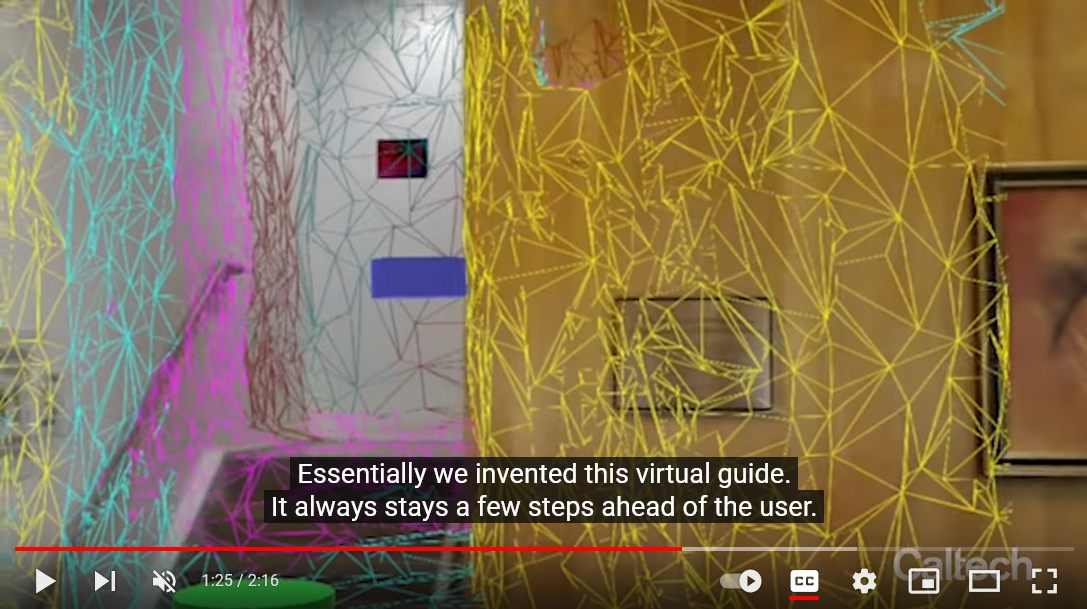 Essentially we invented this virtual guide.
It always stays a few steps ahead of the user.
Caltech
1:25 / 2:16
CC